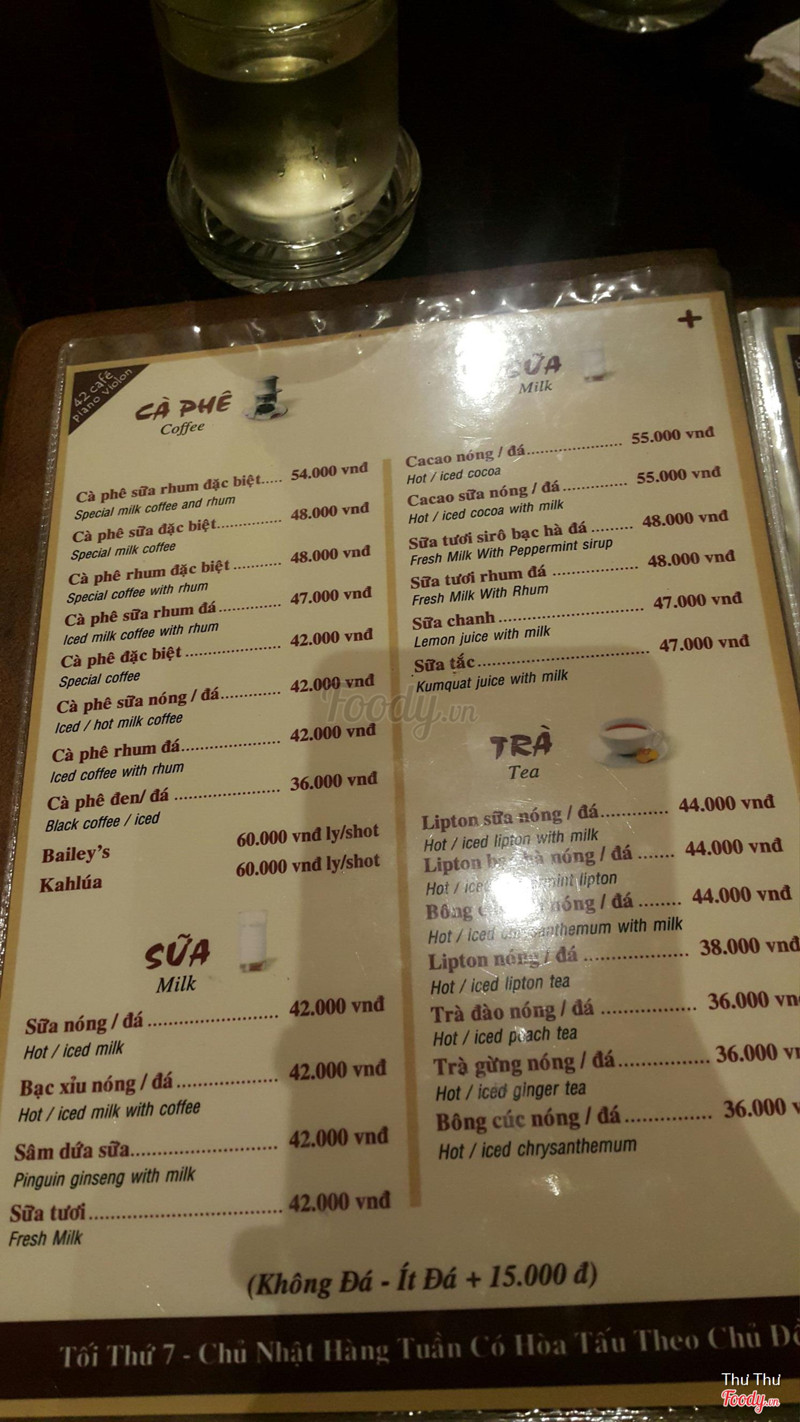 42 café
Piano Violon
CÀ PHÊ
Coffee
Cà phê sữa rhum đặc biệt..... 54.000 vnđ
Special milk coffee and rhum
Cà phê sữa đặc biệt............... 48.000 vnđ
Special milk coffee
Cà phê rhum đặc biệt ........... 48.000 vnđ
Special coffee with rhum
Cà phê sữa rhum đá............... 47.000 vnđ
Iced milk coffee with rhum
Cà phê đặc biệt ..................... 42.000 vnđ
Special coffee
Cà phê sữa nóng / đá.............. 42.000 vnđ
Iced / hot milk coffee
Cà phê rhum đá...................... 42.000 vnđ
Iced coffee with rhum
Cà phê đen/ đá ....................... 36.000 vnđ
Black coffee / iced
Bailey's 60.000 vnđ ly/shot
Kahlúa 60.000 vnđ ly/shot
SỮA
Milk
Sữa nóng / đá ......................... 42.000 vnđ
Hot / iced milk
Bạc xỉu nóng / đá.................... 42.000 vnđ
Hot / iced milk with coffee
Sâm dứa sữa............................ 42.000 vnđ
Pinguin ginseng with milk
Sữa tươi................................... 42.000 vnđ
Fresh Milk
+
SỮA
Milk
Cacao nóng / đá...................... 55.000 vnđ
Hot / iced cocoa
Cacao sữa nóng / đá................ 55.000 vnđ
Hot / iced cocoa with milk
Sữa tươi sirô bạc hà đá ......... 48.000 vnđ
Fresh Milk With Peppermint sirup
Sữa tươi rhum đá .................. 48.000 vnđ
Fresh Milk With Rhum
Sữa chanh.............................. 47.000 vnđ
Lemon juice with milk
Sữa tắc................................... 47.000 vnđ
Kumquat juice with milk
TRÀ
Tea
Lipton sữa nóng / đá.............. 44.000 vnđ
Hot / iced lipton with milk
Lipton hà nóng / đá ....... 44.000 vnđ
Hot / lipton
Bông nóng / đá ........ 44.000 vnđ
Hot / iced chrysanthemum with milk
Lipton nóng / đá ..................... 38.000 vnđ
Hot / iced lipton tea
Trà đào nóng / đá ................... 36.000
Hot / iced peach tea
Trà gừng nóng / đá................. 36.000
Hot / iced ginger tea
Bông cúc nóng / đá................ 36.000
Hot / iced chrysanthemum
(Không Đá - Ít Đá + 15.000 đ)
Tối Thứ 7 - Chủ Nhật Hàng Tuần Có Hòa Tấu Theo Chủ
Foody.vn
Thư Thư
Foody.vn